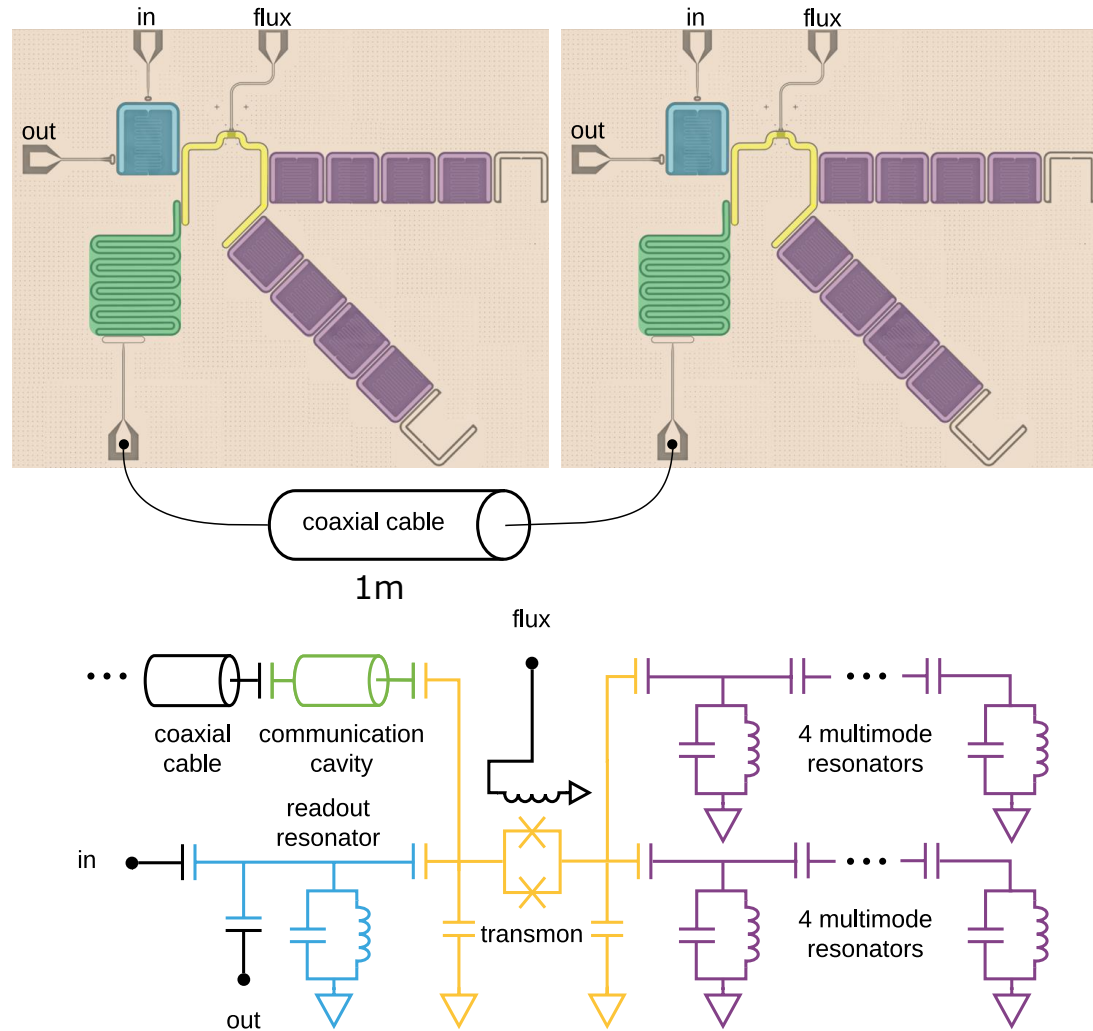 in
flux
in
flux
out
out
coaxial cable
1m
flux
coaxial
cable
communication
cavity
4 multimode
resonators
readout
resonator
in
transmon
4 multimode
resonators
out